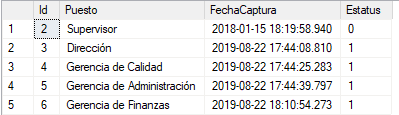 Id Puesto FechaCaptura Estatus
1 2 Supervisor 2018-01-15 18:19:58.940 0
2 3 Dirección 2019-08-22 17:44:08.810 1
3 4 Gerencia de Calidad 2019-08-22 17:44:25.283 1
4 5 Gerencia de Administración 2019-08-22 17:44:39.797 1
5 6 Gerencia de Finanzas 2019-08-22 18:10:54.273 1